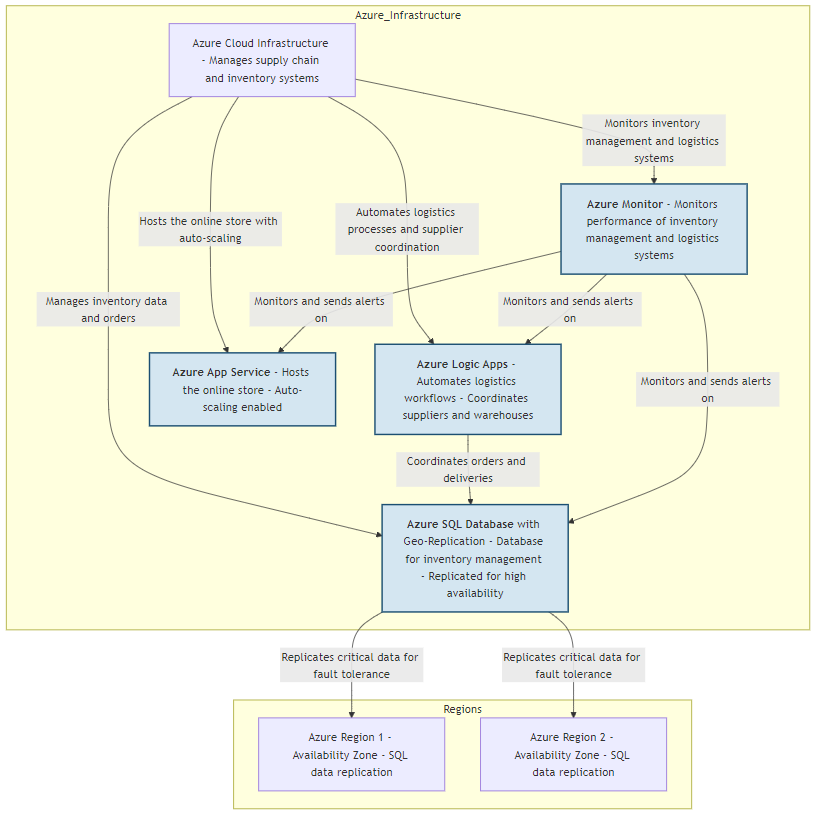 Azure_Infrastructure
Azure Cloud Infrastructure
- Manages supply chain
and inventory systems
Monitors inventory
management and logistics
systems
Azure Monitor - Monitors
performance of inventory
management and logistics
systems
Hosts the online store with
auto-scaling
Automates logistics
processes and supplier
coordination
Manages inventory data
and orders
Monitors and sends alerts
on
Monitors and sends alerts
on
Azure App Service - Hosts
the online store - Auto-
scaling enabled
Azure Logic Apps -
Automates logistics
workflows - Coordinates
suppliers and warehouses
Monitors and sends alerts
on
Coordinates orders and
deliveries
Azure SQL Database with
Geo-Replication - Database
for inventory management
- Replicated for high
availability
Replicates critical data for
fault tolerance
Replicates critical data for
fault tolerance
Regions
Azure Region 1 -
Availability Zone - SQL
data replication
Azure Region 2 -
Availability Zone - SQL
data replication